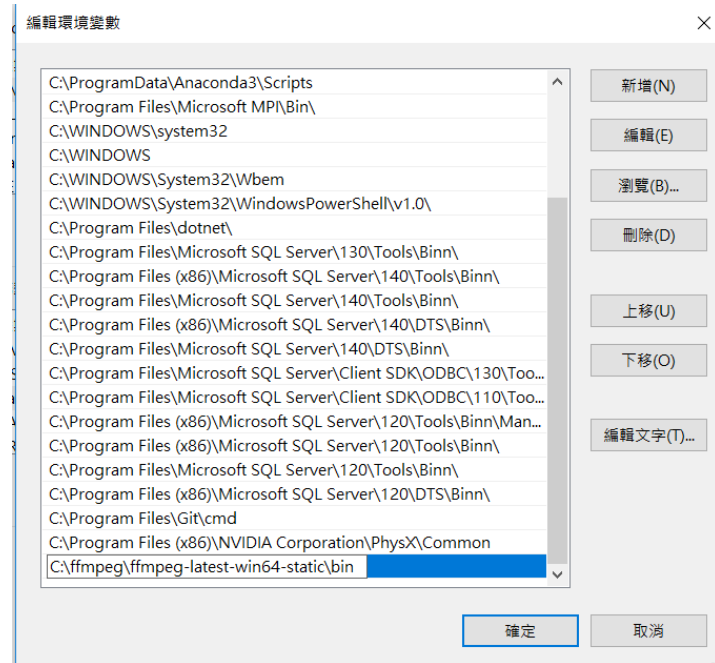 編輯環境變數
C:\ProgramData\Anaconda3\Scripts
C:\Program Files\Microsoft MPI\Bin\
C:\WINDOWS\system32
C:\WINDOWS
C:\WINDOWS\System32\Wbem
C:\WINDOWS\System32\WindowsPowerShell\v1.0\
C:\Program Files\dotnet\
C:\Program Files\Microsoft SQL Server\130\Tools\Binn\
C:\Program Files (x86)\Microsoft SQL Server\140\Tools\Binn\
C:\Program Files\Microsoft SQL Server\140\Tools\Binn\
C:\Program Files (x86)\Microsoft SQL Server\140\DTS\Binn\
C:\Program Files\Microsoft SQL Server\140\DTS\Binn\
C:\Program Files\Microsoft SQL Server\Client SDK\ODBC\130\Too...
C:\Program Files\Microsoft SQL Server\Client SDK\ODBC\110\Too...
C:\Program Files (x86)\Microsoft SQL Server\120\Tools\Binn\Man...
C:\Program Files (x86)\Microsoft SQL Server\120\Tools\Binn\
C:\Program Files\Microsoft SQL Server\120\Tools\Binn\
C:\Program Files (x86)\Microsoft SQL Server\120\DTS\Binn\
C:\Program Files\Git\cmd
C:\Program Files (x86)\NVIDIA Corporation\PhysX\Common
C:\ffmpeg\ffmpeg-latest-win64-static\bin
新增(N)
編輯(E)
瀏覽(B)...
刪除(D)
上移(U)
下移(O)
編輯文字(T)...
確定
取消